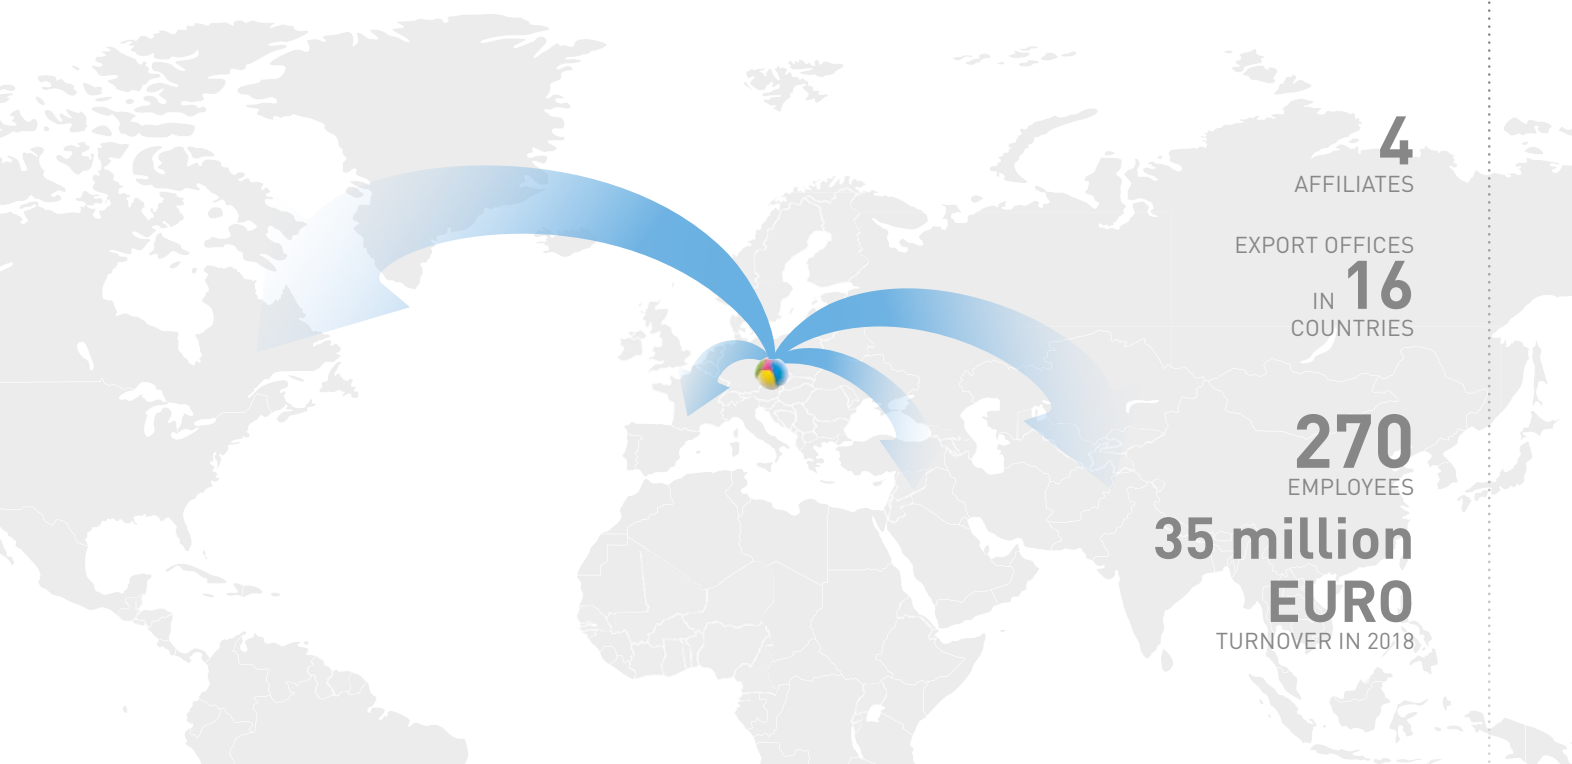 4
AFFILIATES
EXPORT OFFICES
IN 16
COUNTRIES
270
EMPLOYEES
35 million
EURO
TURNOVER IN 2018